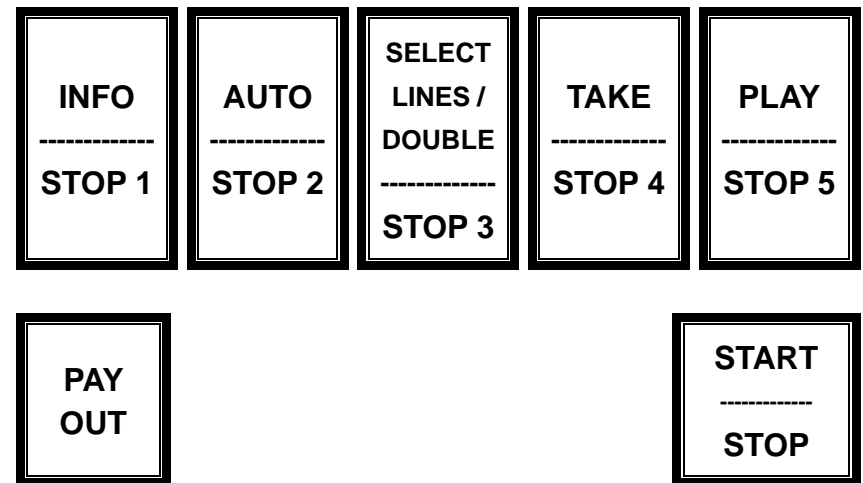 INFO
-------------
STOP 1
AUTO
-------------
STOP 2
SELECT
LINES /
DOUBLE
-------------
STOP 3
TAKE
-------------
STOP 4
PLAY
-------------
STOP 5
PAY
OUT
START
-------------
STOP